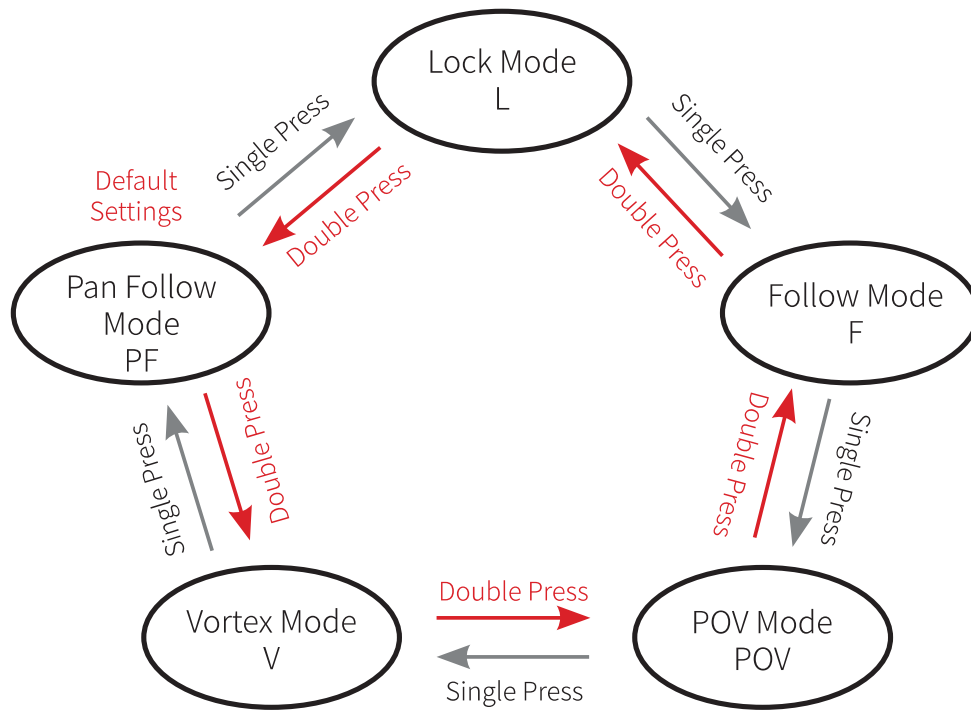 Lock Mode
L
Single Press
Double Press
Single Press
Double Press
Default
Settings
Pan Follow
Mode
PF
Follow Mode
F
Single Press
Double Press
Double Press
Single Press
Vortex Mode
V
Double Press
Single Press
POV Mode
POV